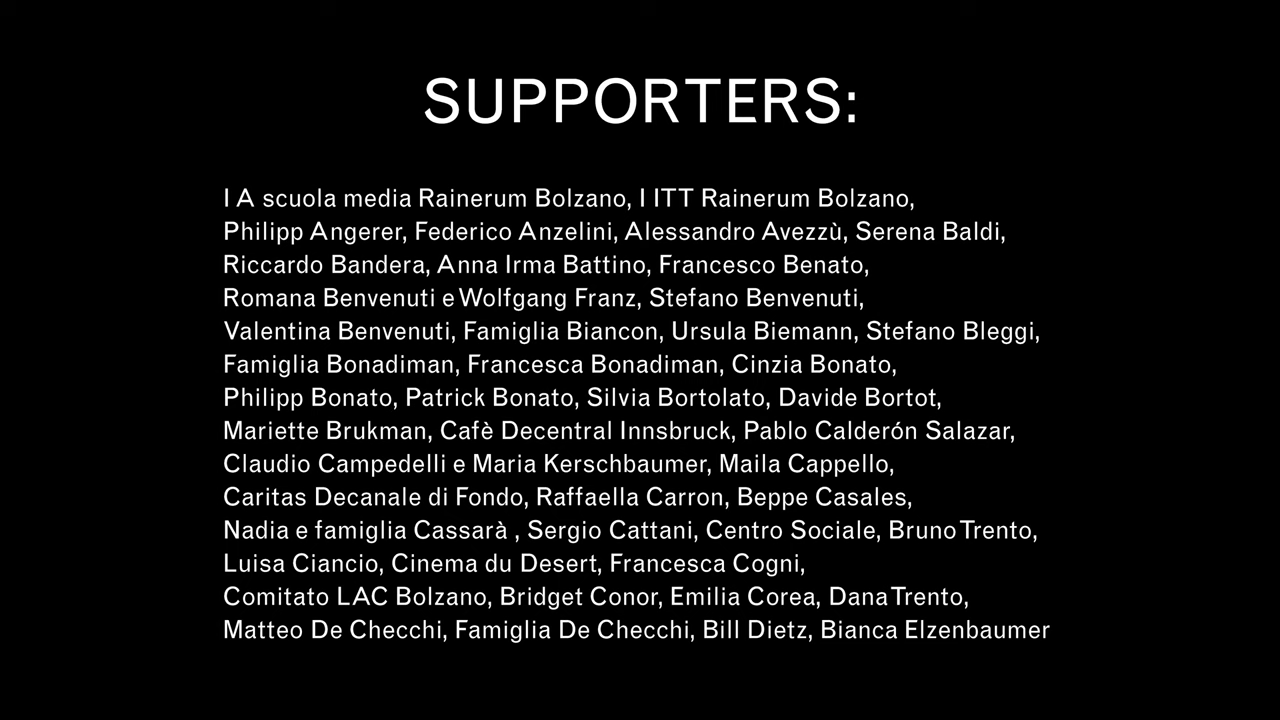 SUPPORTERS:
I A scuola media Rainerum Bolzano, I ITT Rainerum Bolzano,
Philipp Angerer, Federico Anzelini, Alessandro Avezzù, Serena Baldi,
Riccardo Bandera, Anna Irma Battino, Francesco Benato,
Romana Benvenuti e Wolfgang Franz, Stefano Benvenuti,
Valentina Benvenuti, Famiglia Biancon, Ursula Biemann, Stefano Bleggi,
Famiglia Bonadiman, Francesca Bonadiman, Cinzia Bonato,
Philipp Bonato, Patrick Bonato, Silvia Bortolato, Davide Bortot,
Mariette Brukman, Cafè Decentral Innsbruck, Pablo Calderón Salazar,
Claudio Campedelli e Maria Kerschbaumer, Maila Cappello,
Caritas Decanale di Fondo, Raffaella Carron, Beppe Casales,
Nadia e famiglia Cassarà , Sergio Cattani, Centro Sociale, Bruno Trento,
Luisa Ciancio, Cinema du Desert, Francesca Cogni,
Comitato LAC Bolzano, Bridget Conor, Emilia Corea, Dana Trento,
Matteo De Checchi, Famiglia De Checchi, Bill Dietz, Bianca Elzenbaumer